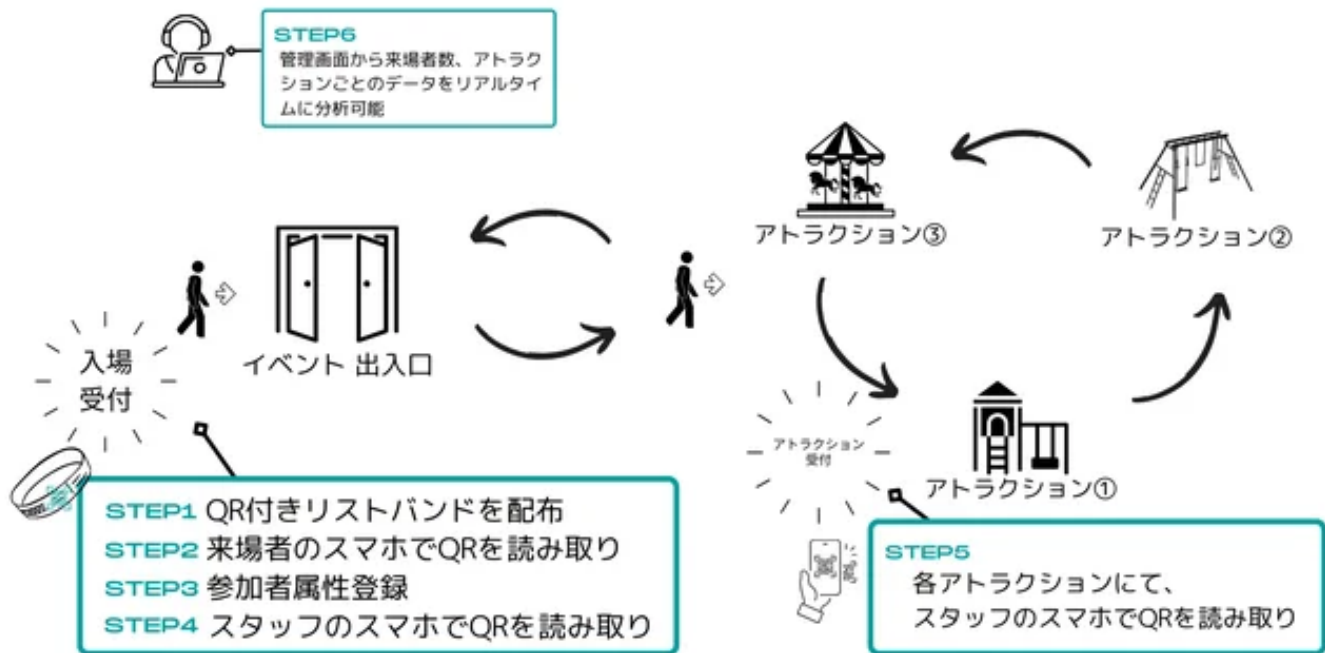 STEP6
管理画面から来場者数、アトラク
ションごとのデータをリアルタイ
ムに分析可能
アトラクション③
アトラクション②
入場
受付
イベント 出入口
アトラクション
受付
アトラクション①
STEP1 QR付きリストバンドを配布
STEP2 来場者のスマホでQRを読み取り
STEP3 参加者属性登録
STEP4 スタッフのスマホでQRを読み取り
STEP5
各アトラクションにて、
スタッフのスマホでQRを読み取り